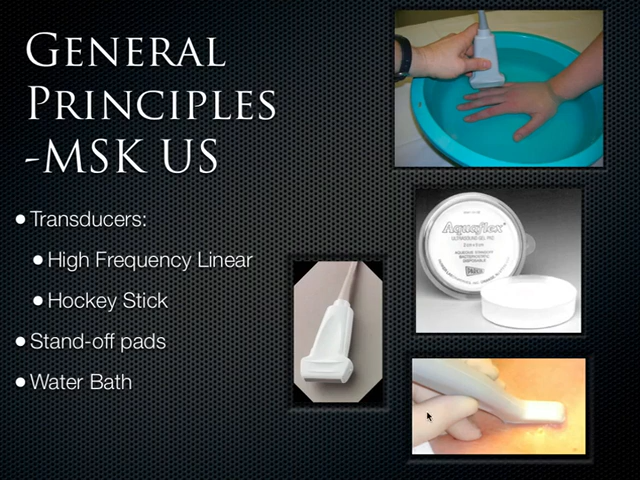 General
Principles
-MSK US
• Transducers:
• High Frequency Linear
• Hockey Stick
• Stand-off pads
• Water Bath
Aquaflex
ULTRASOUND GEL PAD